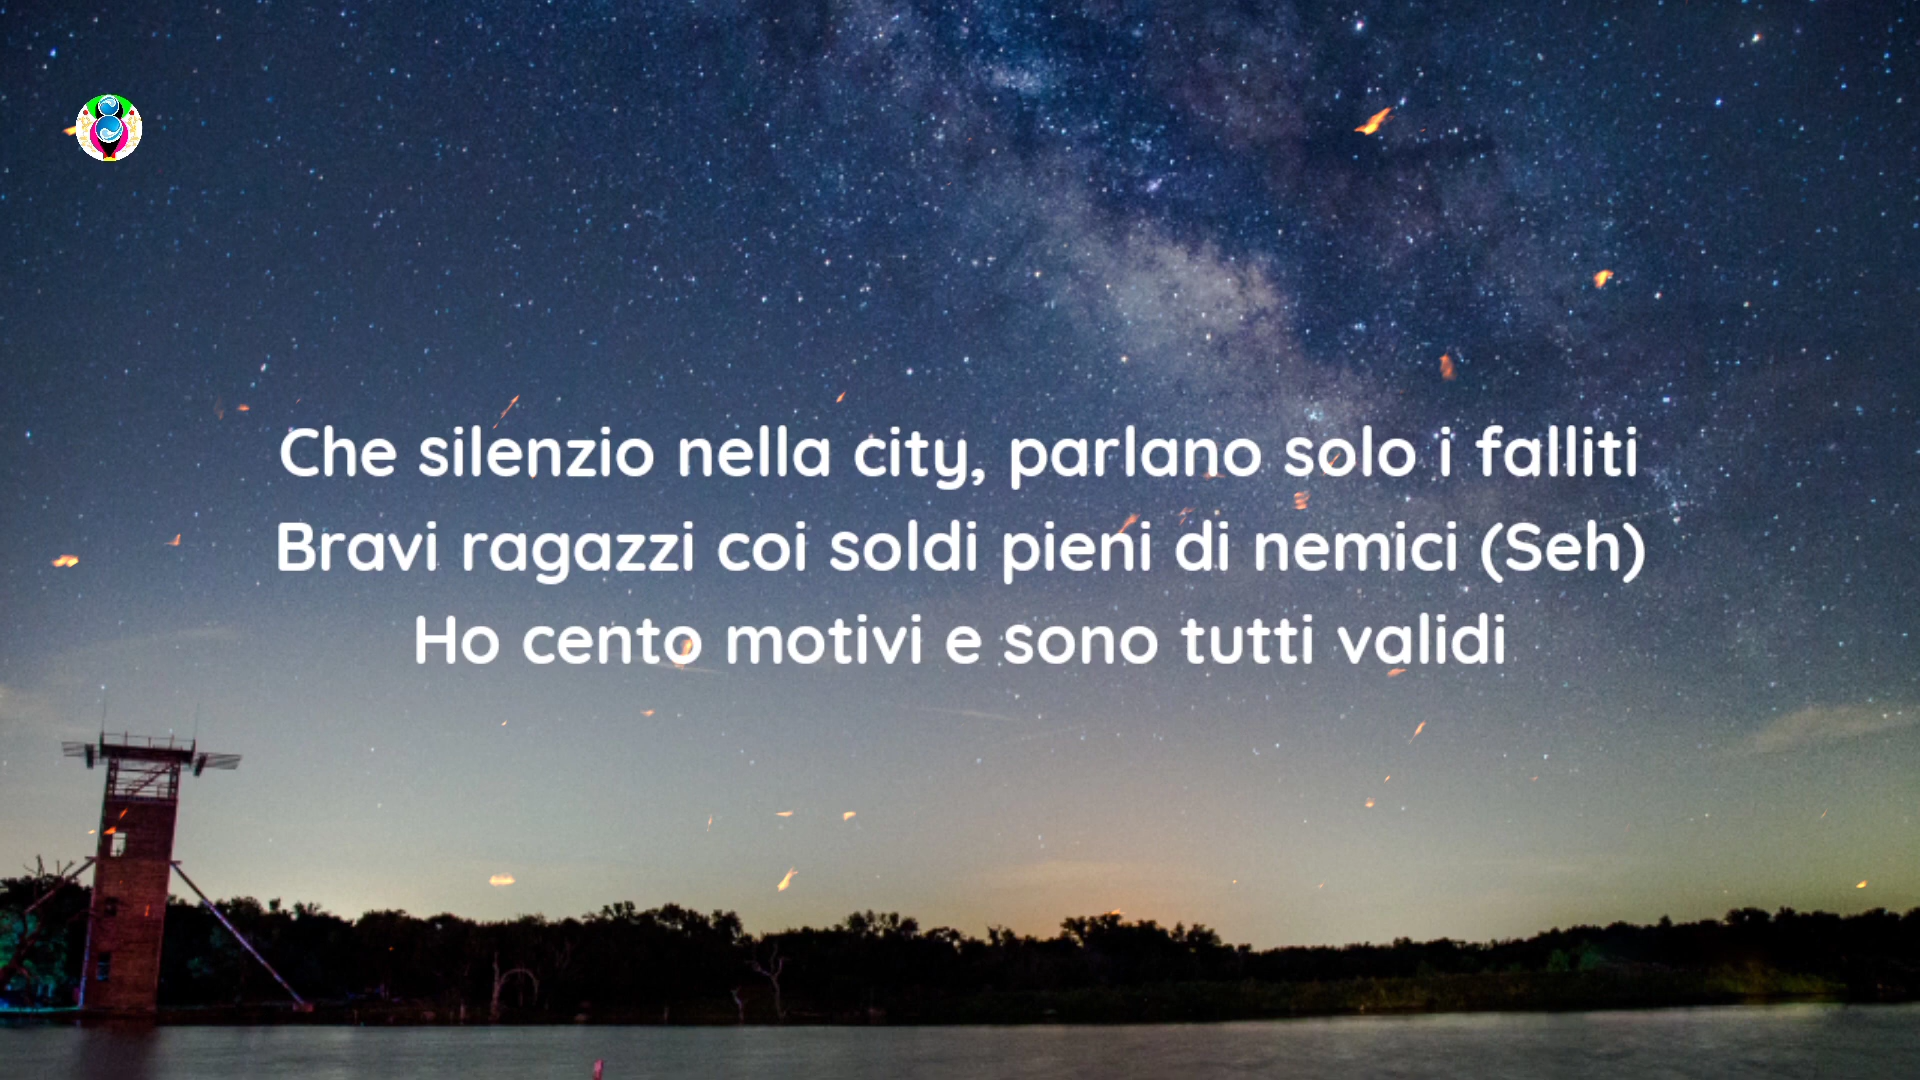 Che silenzio nella city, parlano solo i falliti
Bravi ragazzi coi soldi pieni di nemici (Seh)
Ho cento motivi e sono tutti validi